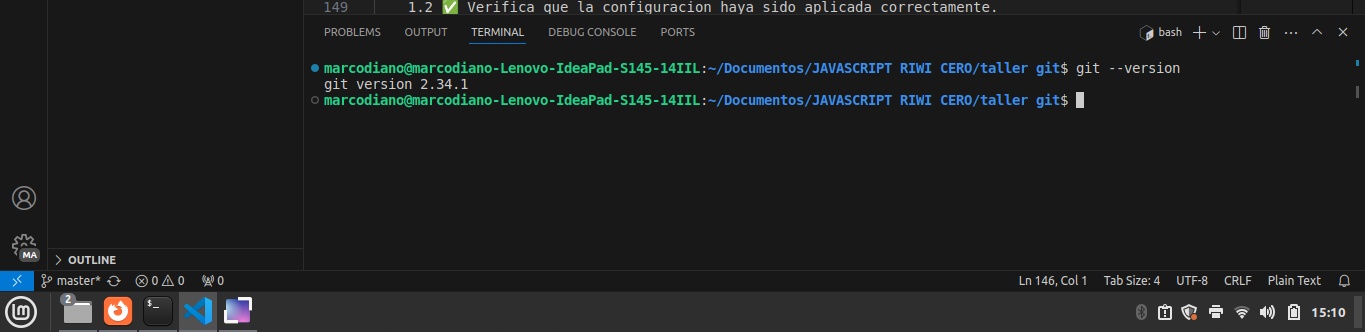 149 1.2 ✅ Verifica que la configuracion haya sido aplicada correctamente.
PROBLEMS OUTPUT TERMINAL DEBUG CONSOLE PORTS bash
marcodiano@marcodiano-Lenovo-IdeaPad-S145-14IIL:~/Documentos/JAVASCRIPT RIWI CERO/taller git$ git --version
git version 2.34.1
marcodiano@marcodiano-Lenovo-IdeaPad-S145-14IIL:~/Documentos/JAVASCRIPT RIWI CERO/taller git$
MA
OUTLINE
master* 0 0 0 Ln 146, Col 1 Tab Size: 4 UTF-8 CRLF Plain Text
2 $_ 15:10